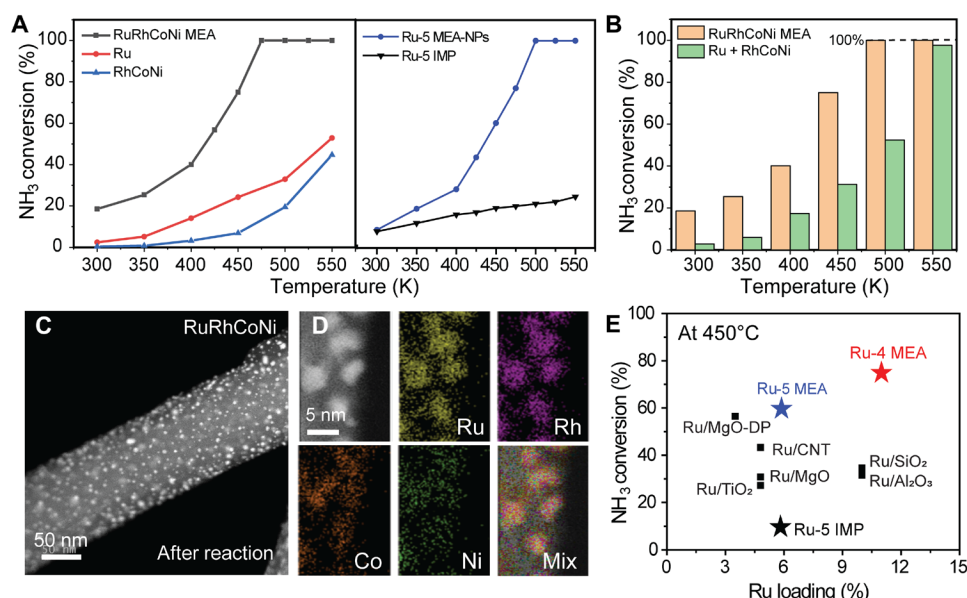 A
RuRhCoNi MEA
Ru
RhCoNi
Ru-5 MEA-NPs
Ru-5 IMP
NH₃ conversion (%)
100
80
60
40
20
0
300 350 400 450 500 550
300 350 400 450 500 550
Temperature (K)
B
RuRhCoNi MEA
Ru + RhCoNi
100%
NH₃ conversion (%)
100
80
60
40
20
0
300 350 400 450 500 550
Temperature (K)
C
RuRhCoNi
50 nm
After reaction
D
5 nm
Ru
Rh
Co
Ni
Mix
E
At 450°C
Ru-4 MEA
Ru-5 MEA
Ru/MgO-DP
Ru/CNT
Ru/MgO
Ru/TiO₂
Ru/SiO₂
Ru/Al₂O₃
Ru-5 IMP
NH₃ conversion (%)
100
80
60
40
20
0
0 3 6 9 12 15
Ru loading (%)